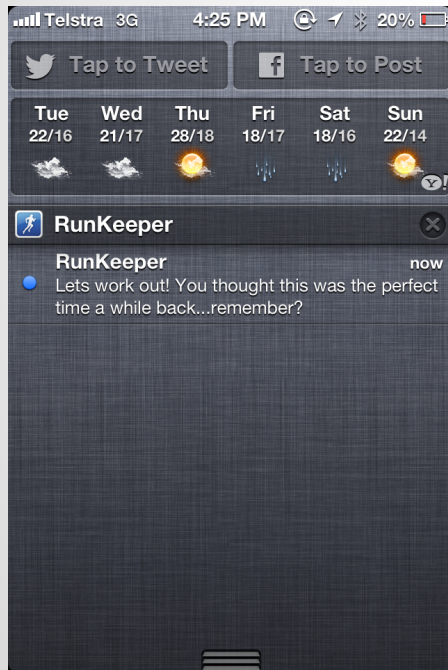 Telstra 3G 4:25 PM 20%
Tap to Tweet Tap to Post
Tue Wed Thu Fri Sat Sun
22/16 21/17 28/18 18/17 18/16 22/14
Y!
RunKeeper
RunKeeper now
Lets work out! You thought this was the perfect
time a while back...remember?